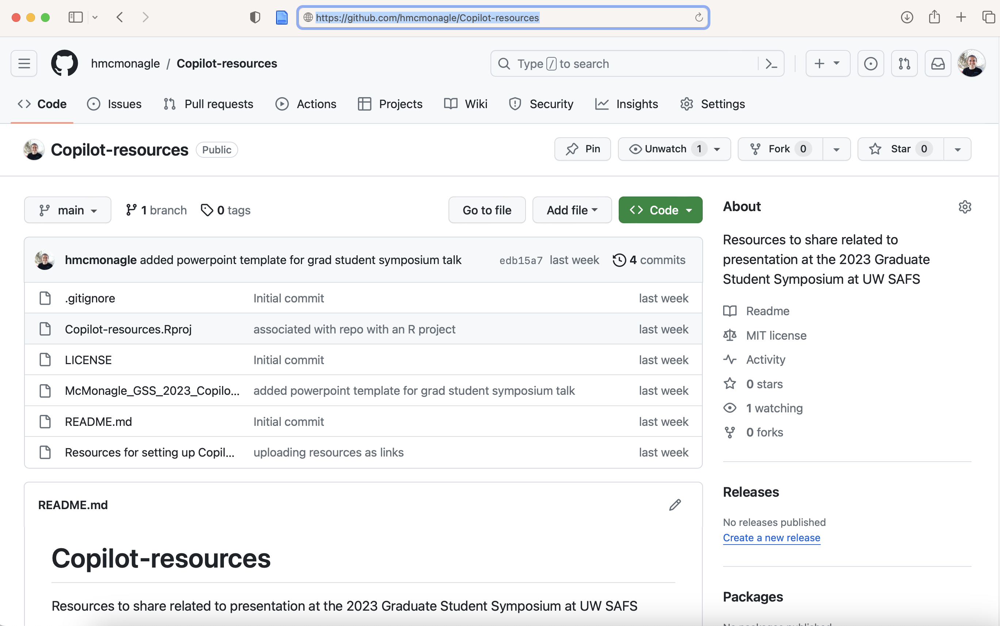 https://github.com/hmcmonagle/Copilot-resources
hmcmonagle / Copilot-resources
Type / to search
Code Issues Pull requests Actions Projects Wiki Security Insights Settings
Copilot-resources Public
Pin Unwatch 1 Fork 0 Star 0
main 1 branch 0 tags Go to file Add file Code
hmcmonagle added powerpoint template for grad student symposium talk edb15a7 last week 4 commits
.gitignore Initial commit last week
Copilot-resources.Rproj associated with repo with an R project last week
LICENSE Initial commit last week
McMonagle_GSS_2023_Copilo... added powerpoint template for grad student symposium talk last week
README.md Initial commit last week
Resources for setting up Copil... uploading resources as links last week
README.md
Copilot-resources
Resources to share related to presentation at the 2023 Graduate Student Symposium at UW SAFS
About
Resources to share related to
presentation at the 2023 Graduate
Student Symposium at UW SAFS
Readme
MIT license
Activity
0 stars
1 watching
0 forks
Releases
No releases published
Create a new release
Packages
No packages published